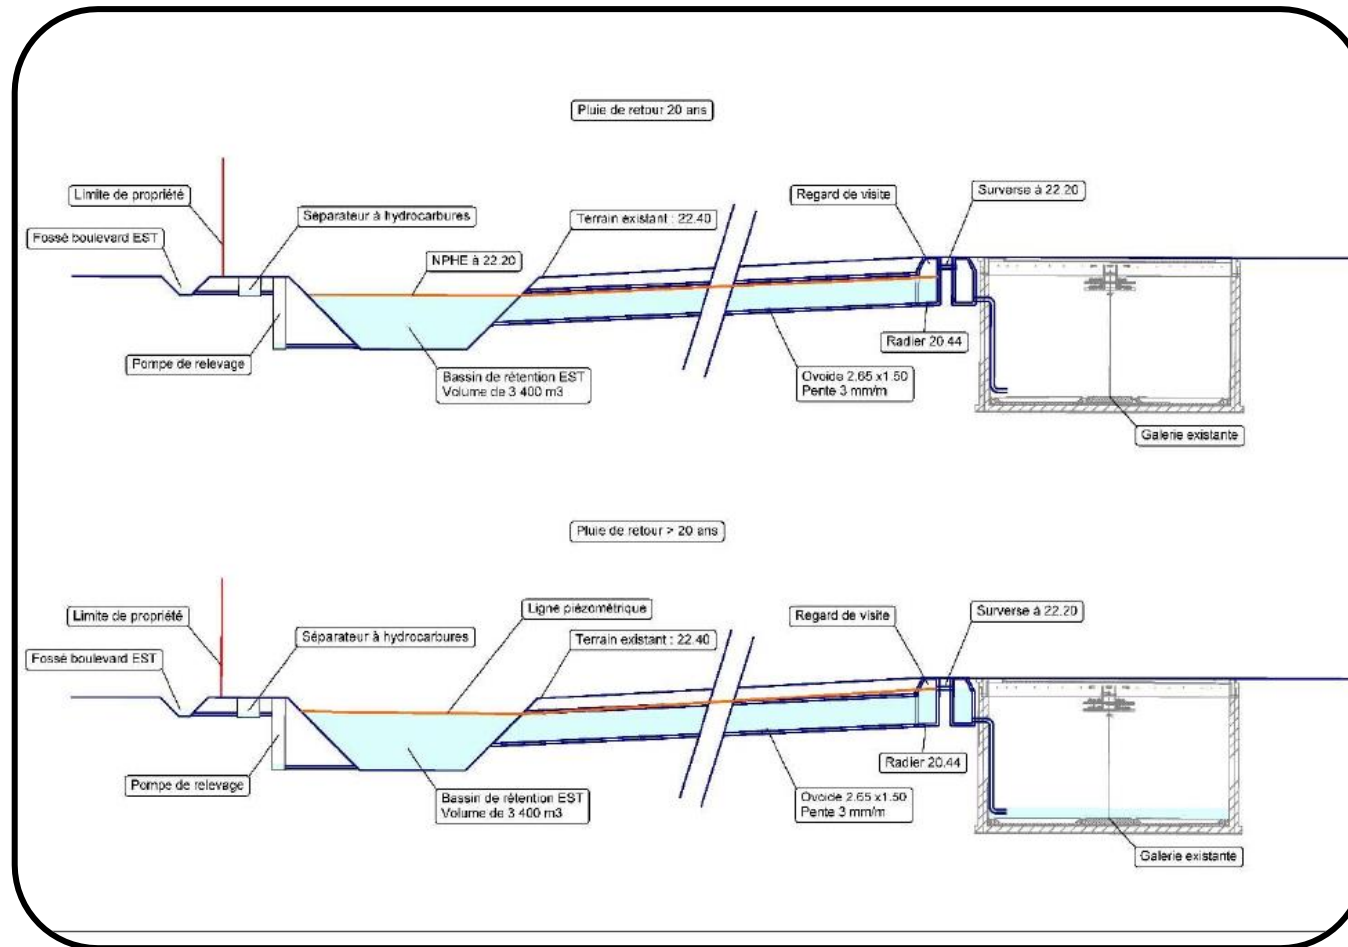 Pluie de retour 20 ans
Limite de propriété
Séparateur à hydrocarbures
Fossé boulevard EST
NPHE à 22.20
Terrain existant : 22.40
Regard de visite
Surverse à 22.20
Pompe de relevage
Bassin de rétention EST
Volume de 3 400 m3
Radier 20.44
Ovoide 2.65 x1.50
Pente 3 mm/m
Galerie existante
Pluie de retour > 20 ans
Limite de propriété
Séparateur à hydrocarbures
Fossé boulevard EST
Ligne piézométrique
Terrain existant : 22.40
Regard de visite
Surverse à 22.20
Pompe de relevage
Bassin de rétention EST
Volume de 3 400 m3
Radier 20.44
Ovoide 2.65 x1.50
Pente 3 mm/m
Galerie existante